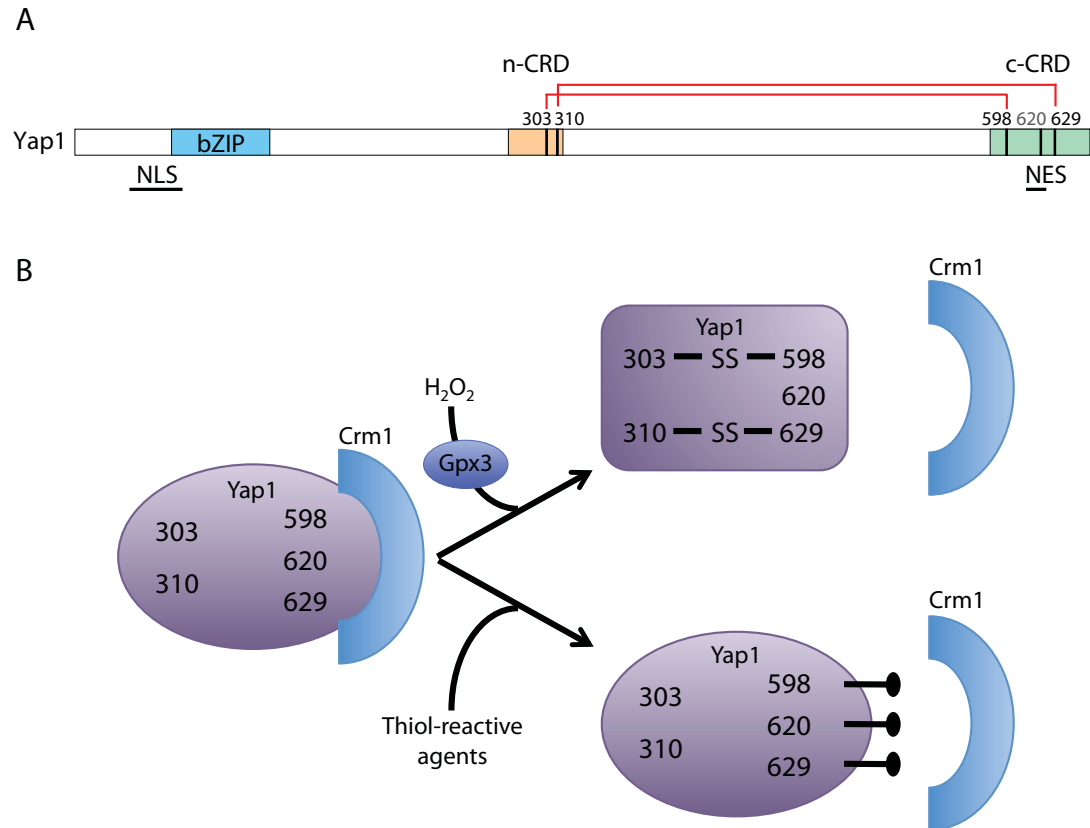 A
n-CRD c-CRD
303 310 598 620 629
Yap1 bZIP
NLS NES
B
Crm1
Yap1
303 SS 598
620
310 SS 629
H₂O₂
Gpx3
Crm1
Yap1
303 598
310 620
629
Thiol-reactive
agents
Crm1
Yap1
303 598
310 620
629